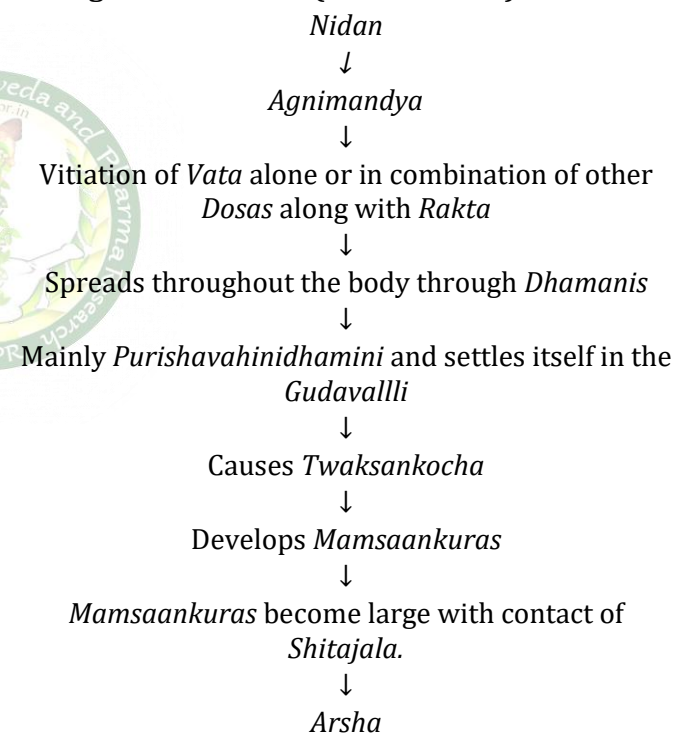 Nidan
↓
Agnimandya
↓
Vitiation of Vata alone or in combination of other
Dosas along with Rakta
↓
Spreads throughout the body through Dhamanis
↓
Mainly Purishavahinidhamini and settles itself in the
Gudavallli
↓
Causes Twaksankocha
↓
Develops Mamsaankuras
↓
Mamsaankuras become large with contact of
Shitajala.
↓
Arsha